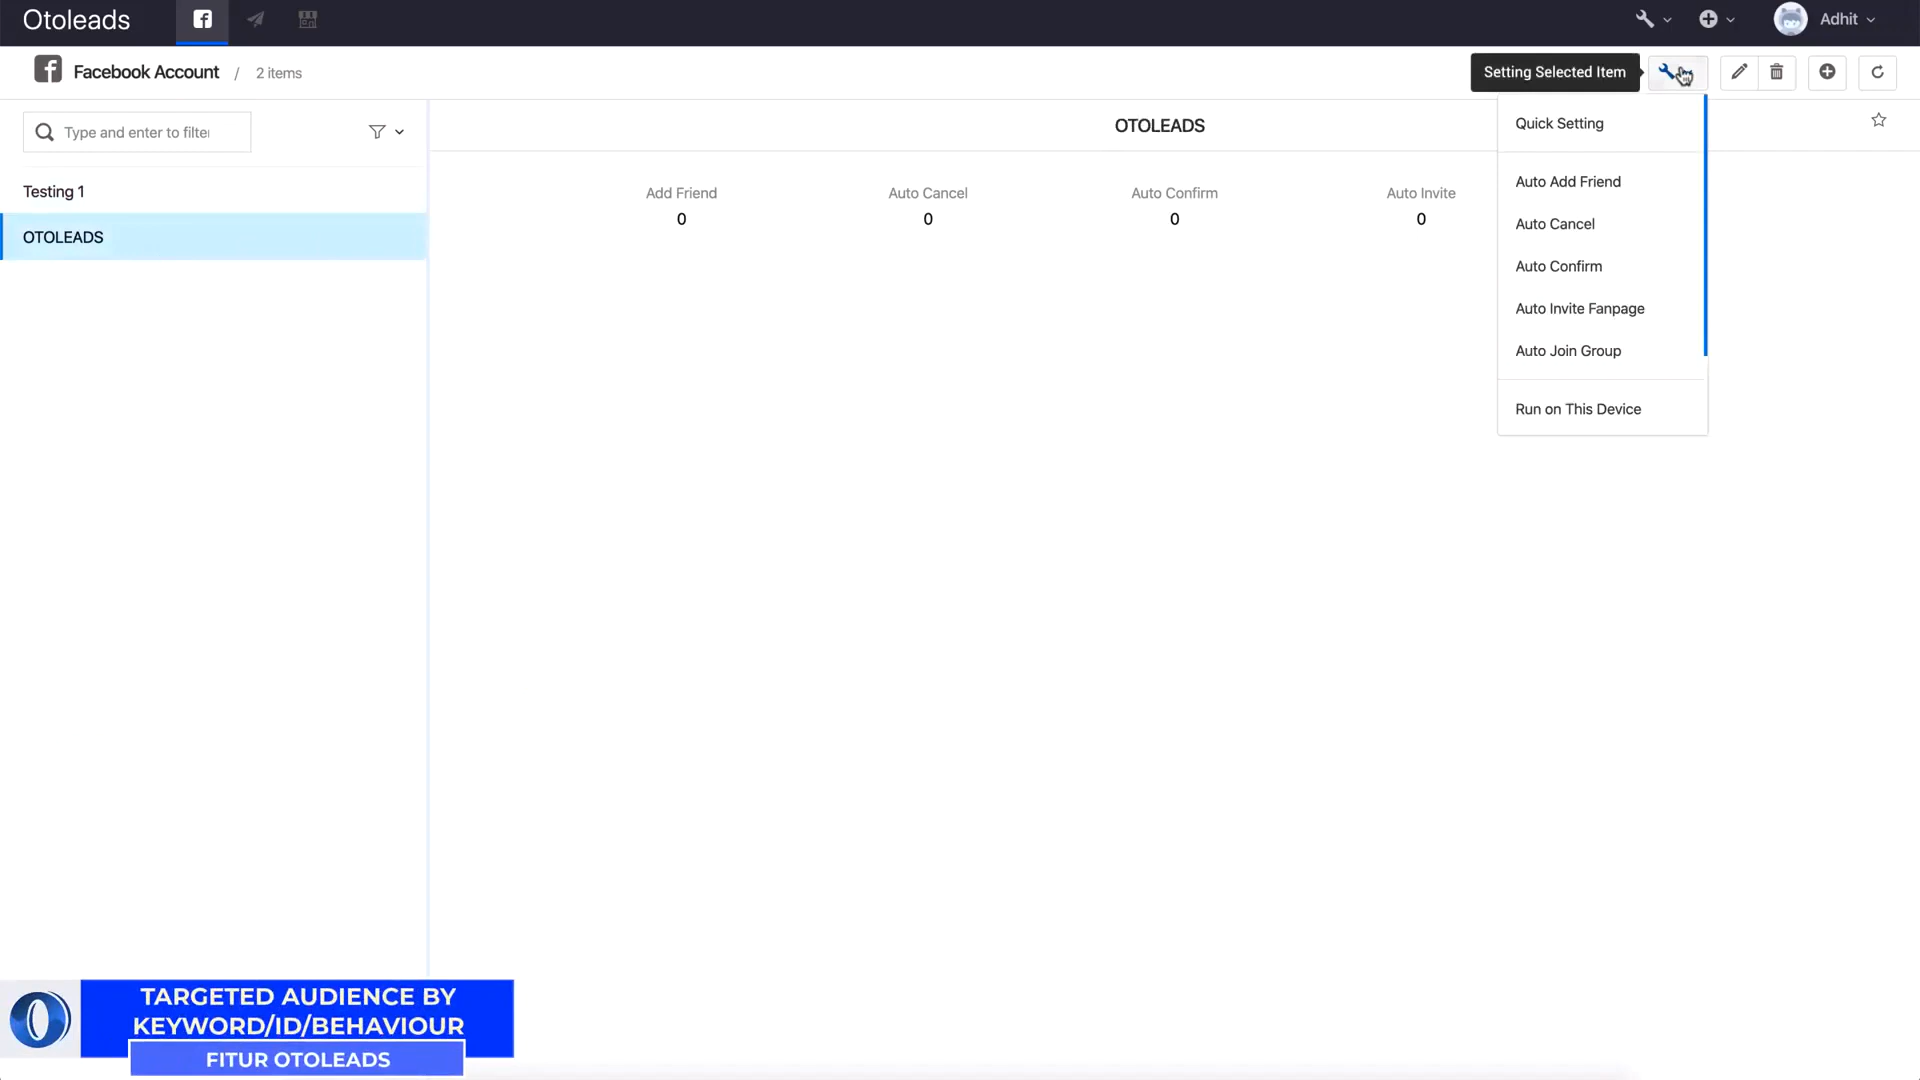 Otoleads
Adhit
Facebook Account / 2 items
Setting Selected Item
Type and enter to filter
OTOLEADS
Quick Setting
Testing 1
OTOLEADS
Add Friend
0
Auto Cancel
0
Auto Confirm
0
Auto Invite
0
Auto Add Friend
Auto Cancel
Auto Confirm
Auto Invite Fanpage
Auto Join Group
Run on This Device
TARGETED AUDIENCE BY
KEYWORD/ID/BEHAVIOUR
FITUR OTOLEADS